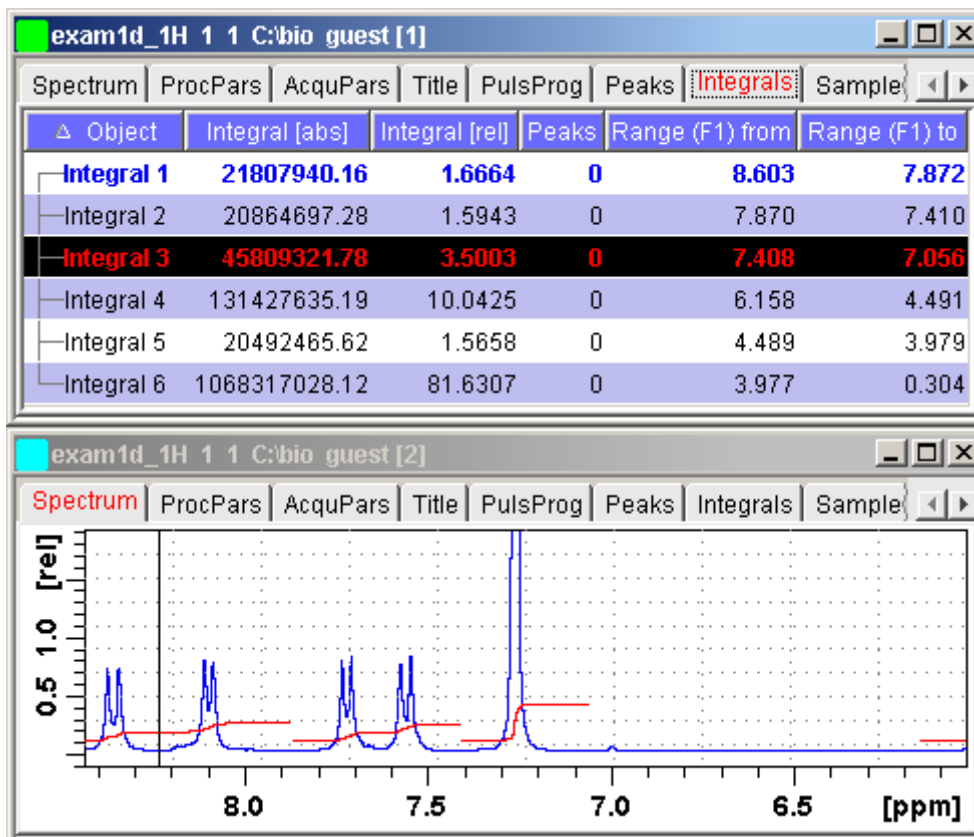 exam1d_1H 1 1 C:\bio guest [1]
Spectrum ProcPars AcquPars Title PulsProg Peaks Integrals Sample
Object Integral [abs] Integral [rel] Peaks Range (F1) from Range (F1) to
Integral 1 21807940.16 1.6664 0 8.603 7.872
Integral 2 20864697.28 1.5943 0 7.870 7.410
Integral 3 45809321.78 3.5003 0 7.408 7.056
Integral 4 131427635.19 10.0425 0 6.158 4.491
Integral 5 20492465.62 1.5658 0 4.489 3.979
Integral 6 1068317028.12 81.6307 0 3.977 0.304
exam1d_1H 1 1 C:\bio guest [2]
Spectrum ProcPars AcquPars Title PulsProg Peaks Integrals Sample
[rel]
1.0
0.5
8.0 7.5 7.0 6.5 [ppm]